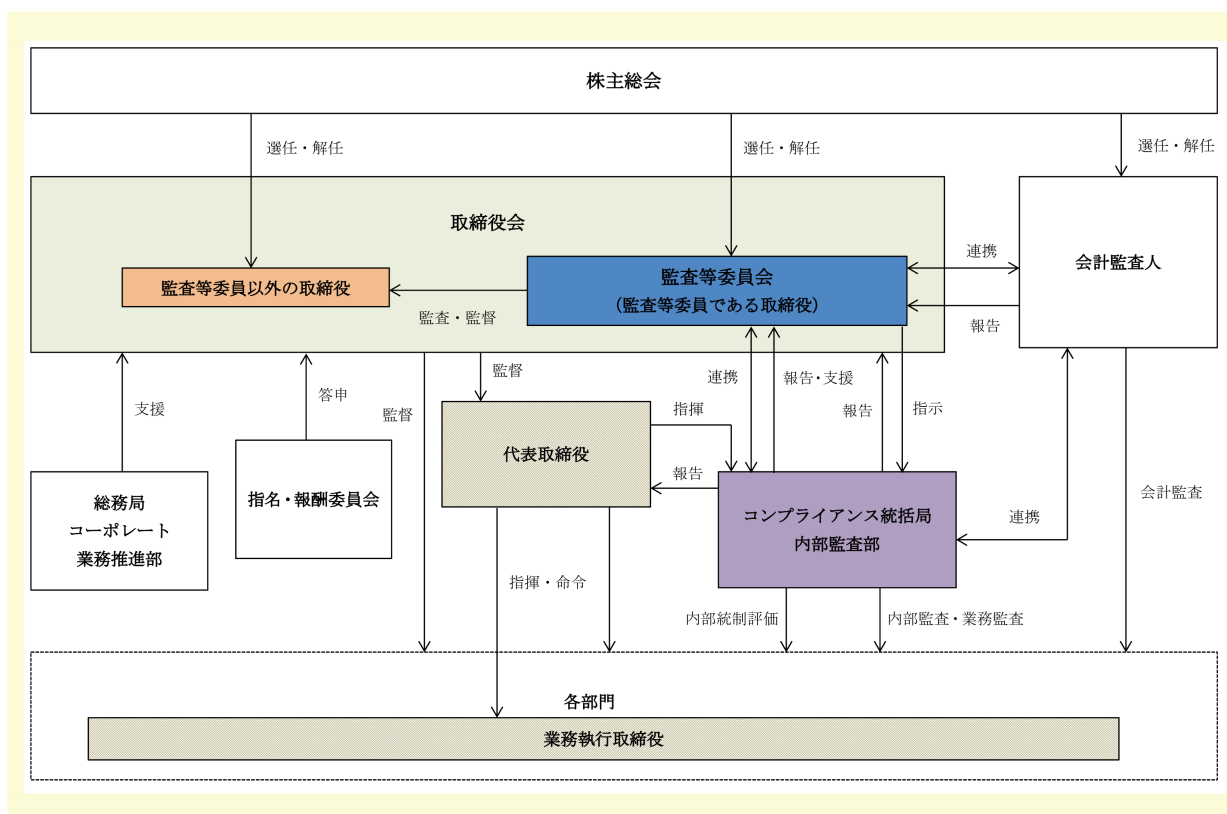 株主総会
選任・解任
選任・解任
選任・解任
取締役会
監査等委員以外の取締役
監査・監督
監査等委員会
(監査等委員である取締役)
連携
報告
会計監査人
支援
答申
監督
監督
連携
報告・支援
報告
指示
総務局
コーポレート
業務推進部
指名・報酬委員会
代表取締役
指揮
報告
コンプライアンス統括局
内部監査部
連携
会計監査
指揮・命令
内部統制評価
内部監査・業務監査
各部門
業務執行取締役